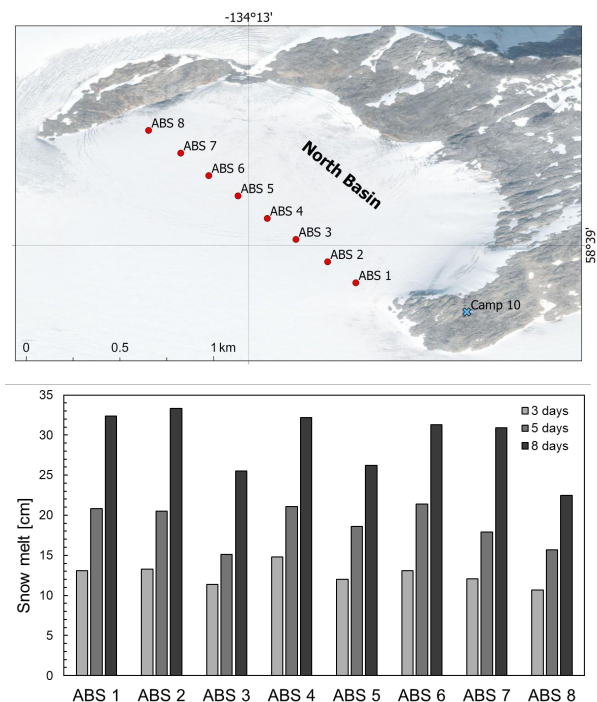 -134°13'
ABS 8
ABS 7
ABS 6
ABS 5
ABS 4
ABS 3
ABS 2
ABS 1
North Basin
58°39'
Camp 10
0 0.5 1 km
35
30
25
20
15
10
5
0
Snow melt [cm]
3 days
5 days
8 days
ABS 1 ABS 2 ABS 3 ABS 4 ABS 5 ABS 6 ABS 7 ABS 8